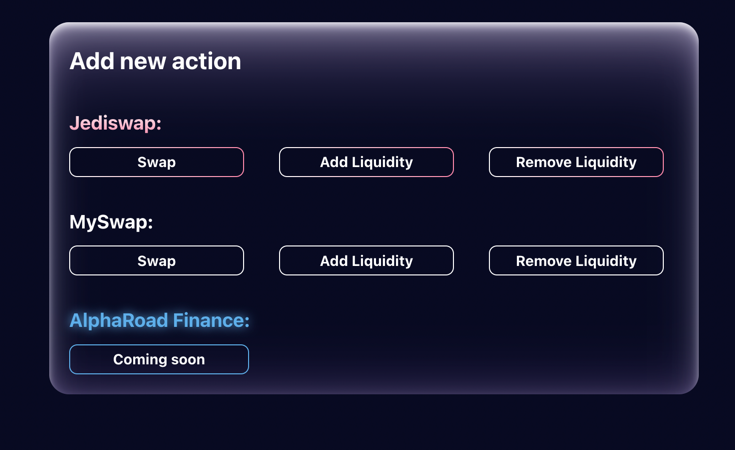 Add new action
Jediswap:
Swap Add Liquidity Remove Liquidity
MySwap:
Swap Add Liquidity Remove Liquidity
AlphaRoad Finance:
Coming soon